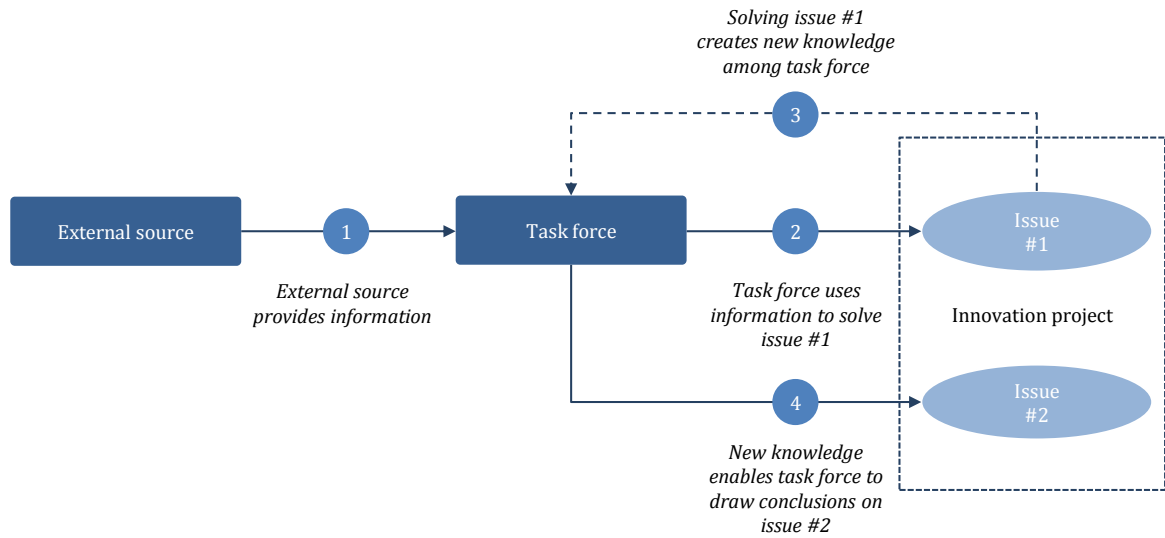 Solving issue #1
creates new knowledge
among task force
3
External source
1
Task force
2
Issue
#1
External source
provides information
Task force uses
information to solve
issue #1
Innovation project
4
Issue
#2
New knowledge
enables task force to
draw conclusions on
issue #2